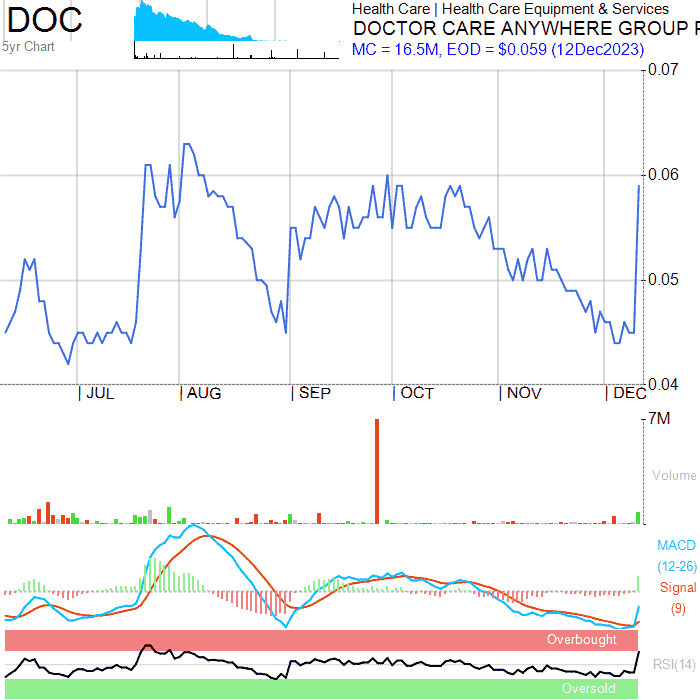 DOC
5yr Chart
Health Care | Health Care Equipment & Services
DOCTOR CARE ANYWHERE GROUP P
MC = 16.5M, EOD = $0.059 (12Dec2023)
0.07
0.06
0.05
0.04
| JUL | AUG | SEP | OCT | NOV | DEC
7M
Volume
MACD
(12-26)
Signal
(9)
Overbought
RSI(14)
Oversold